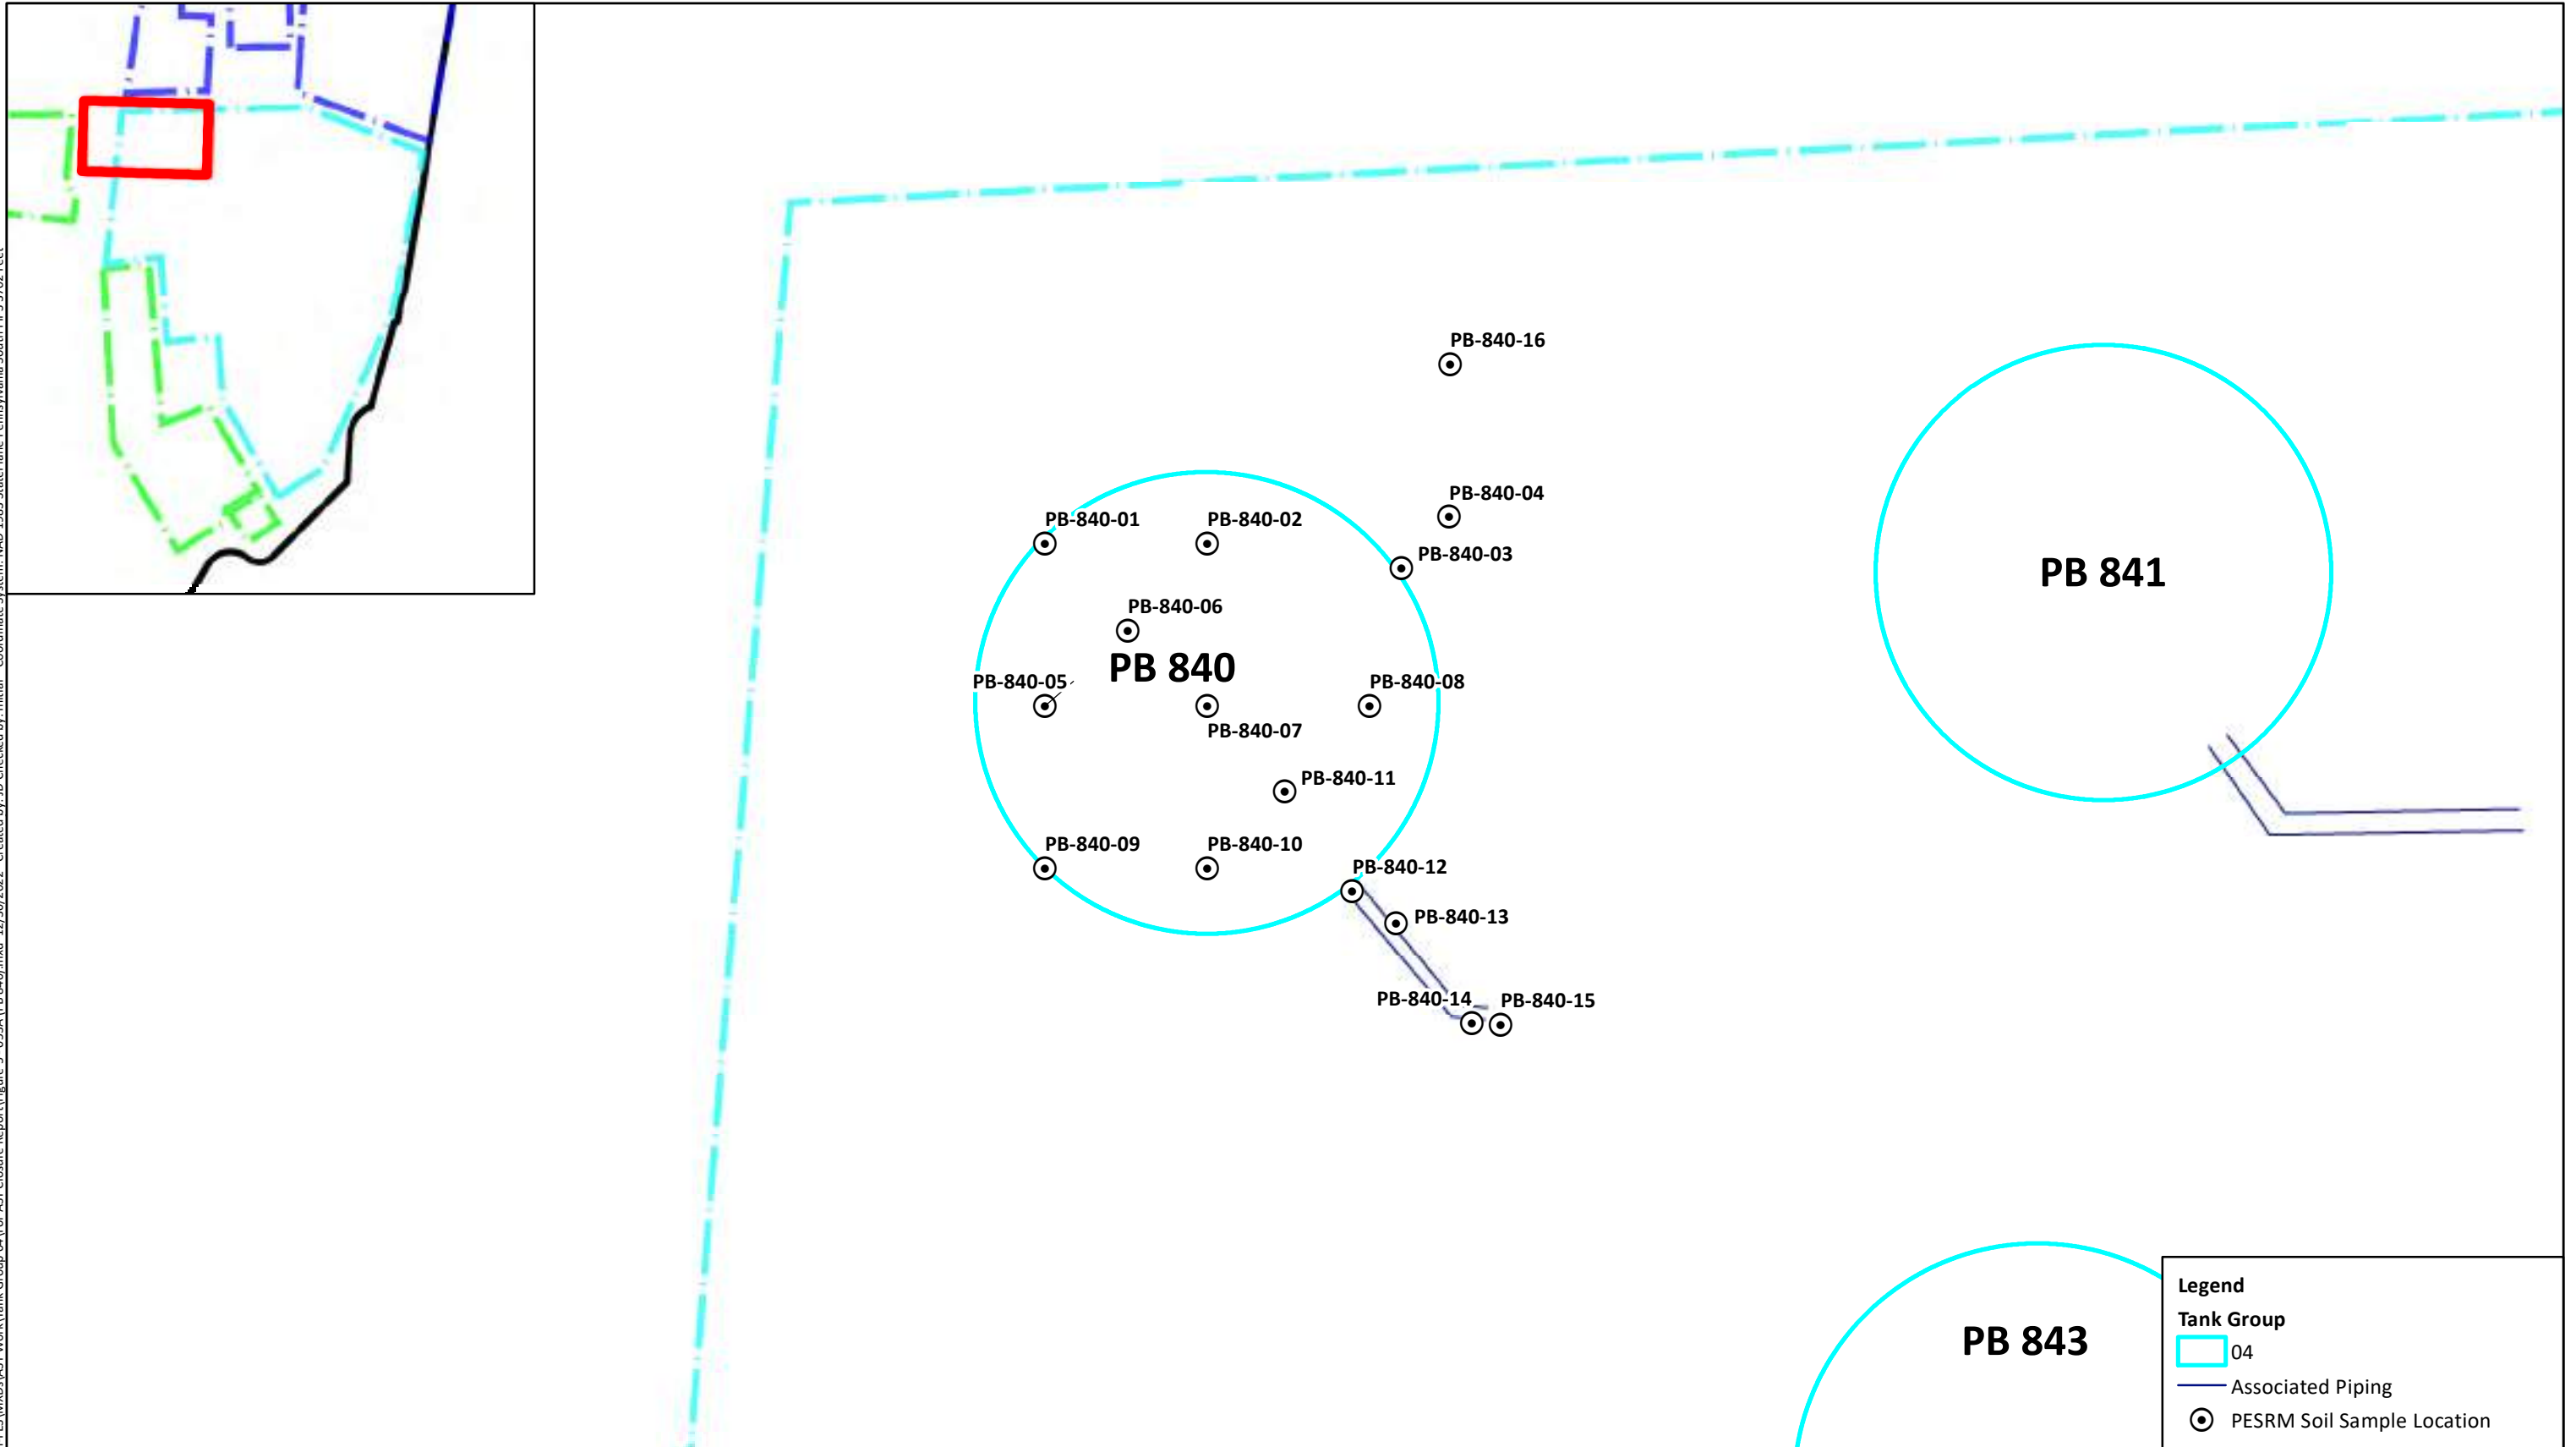 PB-840-16
PB-840-04
PB-840-01
PB-840-02
PB-840-03
PB 841
PB-840-06
PB 840
PB-840-05
PB-840-08
PB-840-07
PB-840-11
PB-840-09
PB-840-10
PB-840-12
PB-840-13
PB-840-14
PB-840-15
PB 843
Legend
Tank Group
04
Associated Piping
PESRM Soil Sample Location